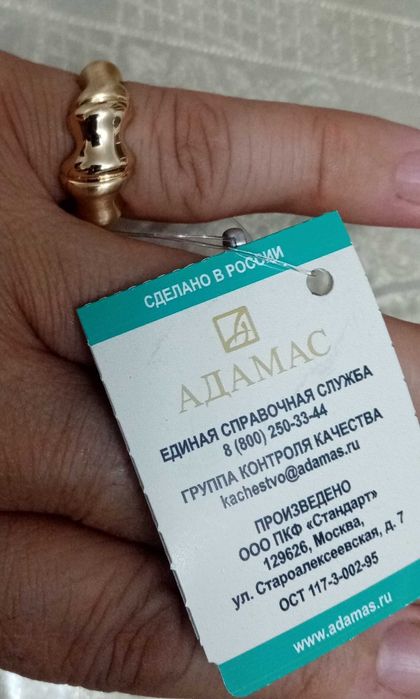 СДЕЛАНО В РОССИИ
АДАМАС
ЕДИНАЯ СПРАВОЧНАЯ СЛУЖБА
8 (800) 250-33-44
ГРУППА КОНТРОЛЯ КАЧЕСТВА
kachestvo@adamas.ru
ПРОИЗВЕДЕНО
ООО ПКФ «Стандарт»
129626, Москва,
ул. Староалексеевская, д. 7
ОСТ 117-3-002-95
www.adamas.ru